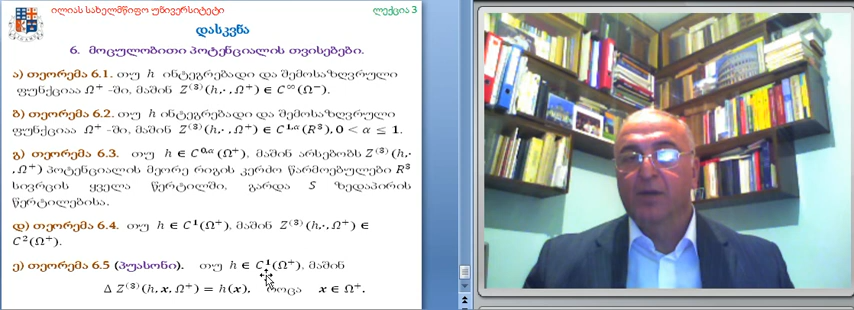 ილიას სახელმწიფო უნივერსიტეტი
ლექცია 3
დასკვნა
6. მოცულობითი პოტენციალის თვისებები.
ა) თეორემა 6.1. თუ h ინტეგრებადი და შემოსაზღვრული
ფუნქციაა Ω⁺ -ში, მაშინ Z⁽³⁾(h,·, Ω⁺) ∈ C^∞(Ω⁻).
ბ) თეორემა 6.2. თუ h ინტეგრებადი და შემოსაზღვრული
ფუნქციაა Ω⁺ -ში, მაშინ Z⁽³⁾(h,·, Ω⁺) ∈ C^{1,α}(R³), 0 < α ≤ 1.
გ) თეორემა 6.3. თუ h ∈ C^{0,α}(Ω⁺), მაშინ არსებობს Z⁽³⁾(h,·
, Ω⁺) პოტენციალის მეორე რიგის კერძო წარმოებულები R³
სივრცის ყველა წერტილში, გარდა S ზედაპირის
წერტილებისა.
დ) თეორემა 6.4. თუ h ∈ C¹(Ω⁺), მაშინ Z⁽³⁾(h,·, Ω⁺) ∈
C²(Ω⁺).
ე) თეორემა 6.5 (პუასონი). თუ h ∈ C¹(Ω⁺), მაშინ
Δ Z⁽³⁾(h, x, Ω⁺) = h(x), როცა x ∈ Ω⁺.